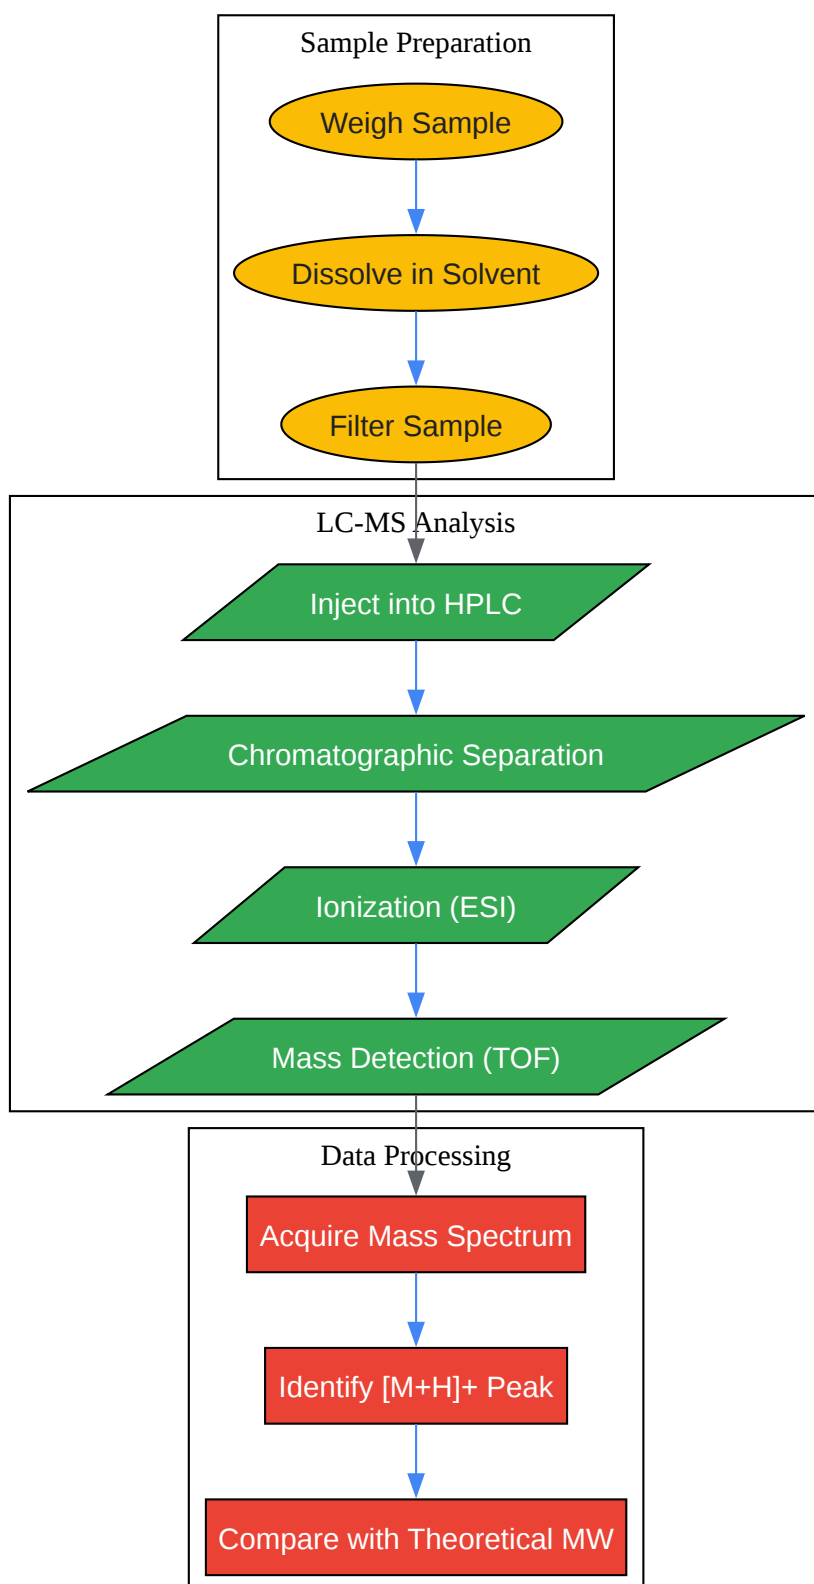 Sample Preparation
Weigh Sample
Dissolve in Solvent
Filter Sample
LC-MS Analysis
Inject into HPLC
Chromatographic Separation
Ionization (ESI)
Mass Detection (TOF)
Data Processing
Acquire Mass Spectrum
Identify [M+H]+ Peak
Compare with Theoretical MW